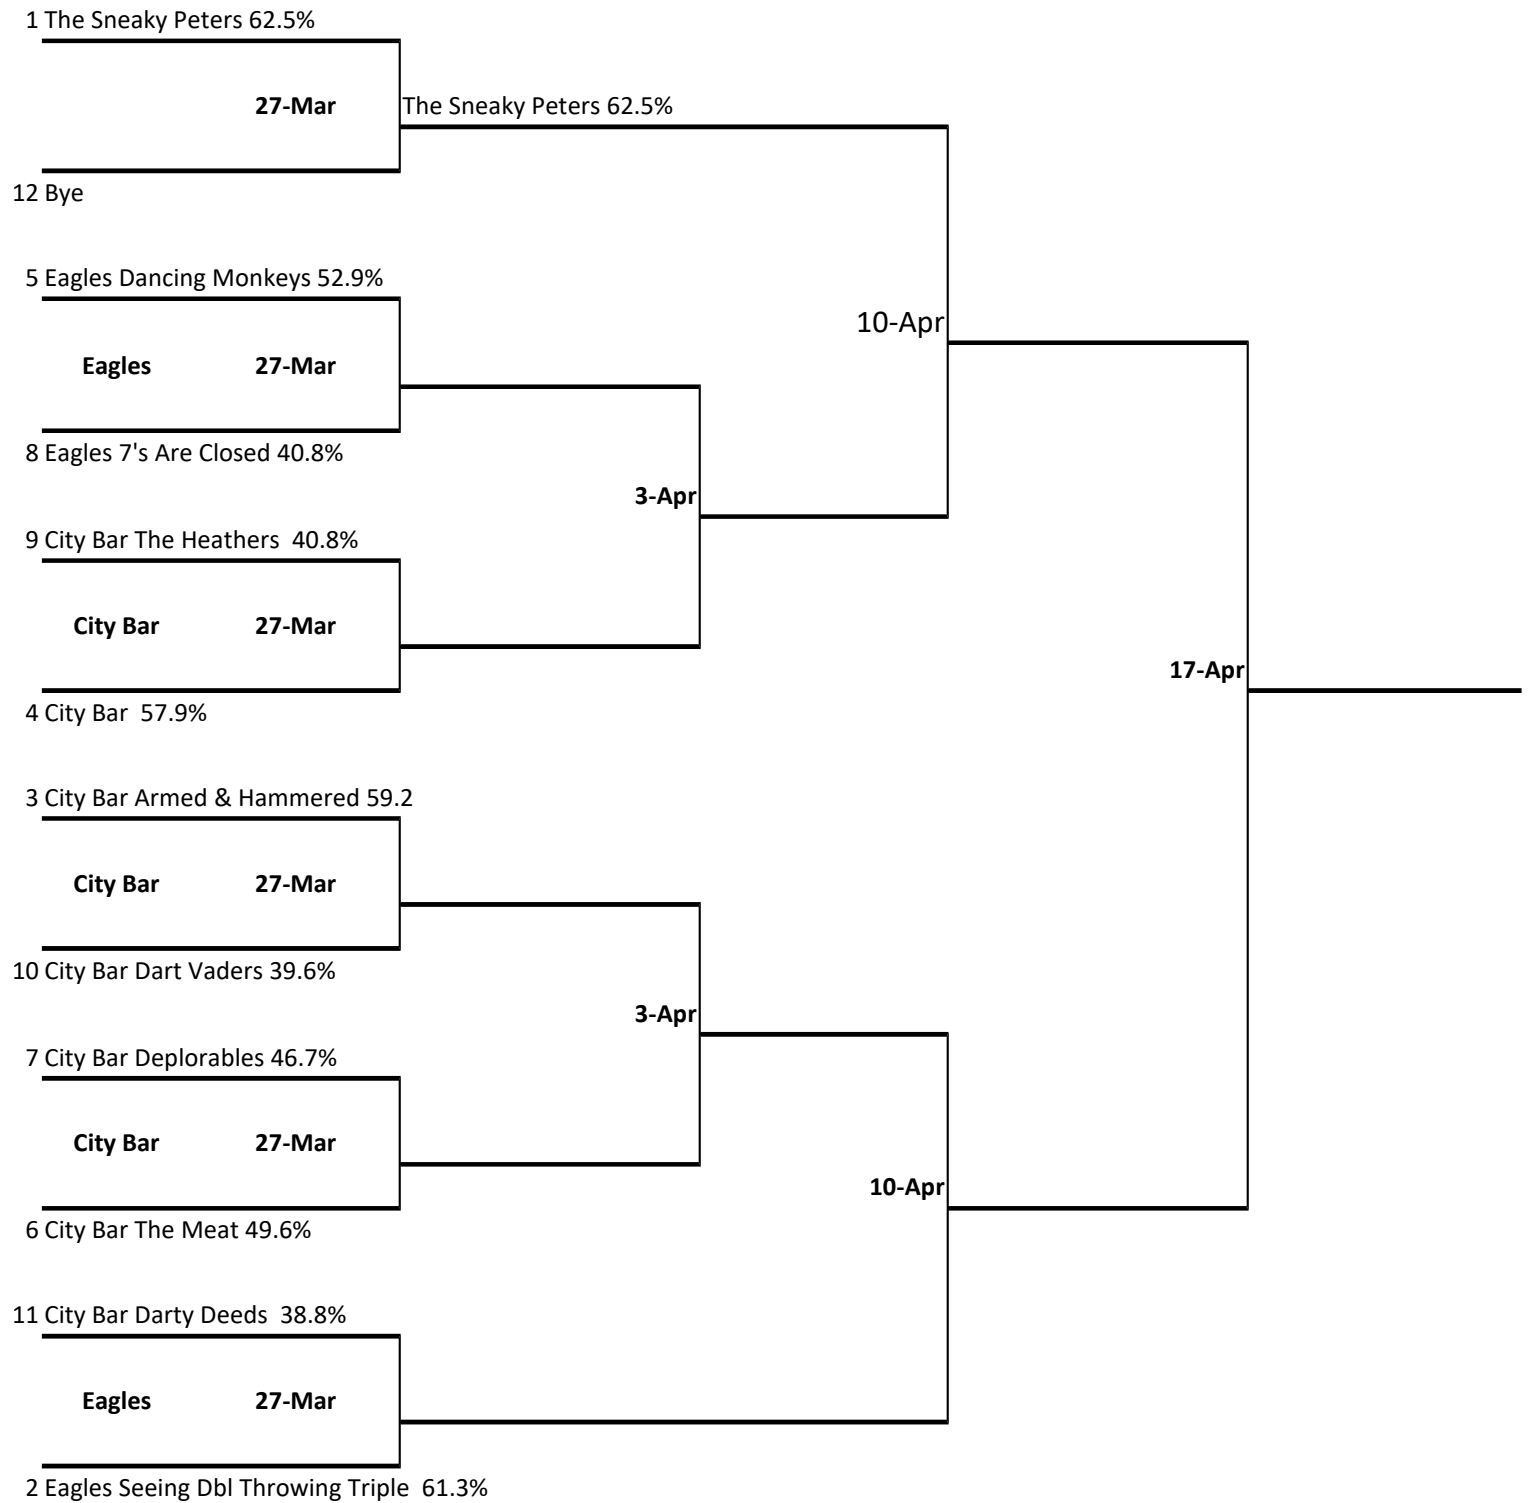 1 The Sneaky Peters 62.5%
27-Mar
The Sneaky Peters 62.5%
12 Bye
5 Eagles Dancing Monkeys 52.9%
10-Apr
Eagles 27-Mar
8 Eagles 7's Are Closed 40.8%
3-Apr
9 City Bar The Heathers  40.8%
City Bar 27-Mar
17-Apr
4 City Bar  57.9%
3 City Bar Armed & Hammered 59.2
City Bar 27-Mar
10 City Bar Dart Vaders 39.6%
3-Apr
7 City Bar Deplorables 46.7%
City Bar 27-Mar
10-Apr
6 City Bar The Meat 49.6%
11 City Bar Darty Deeds  38.8%
Eagles 27-Mar
2 Eagles Seeing Dbl Throwing Triple  61.3%